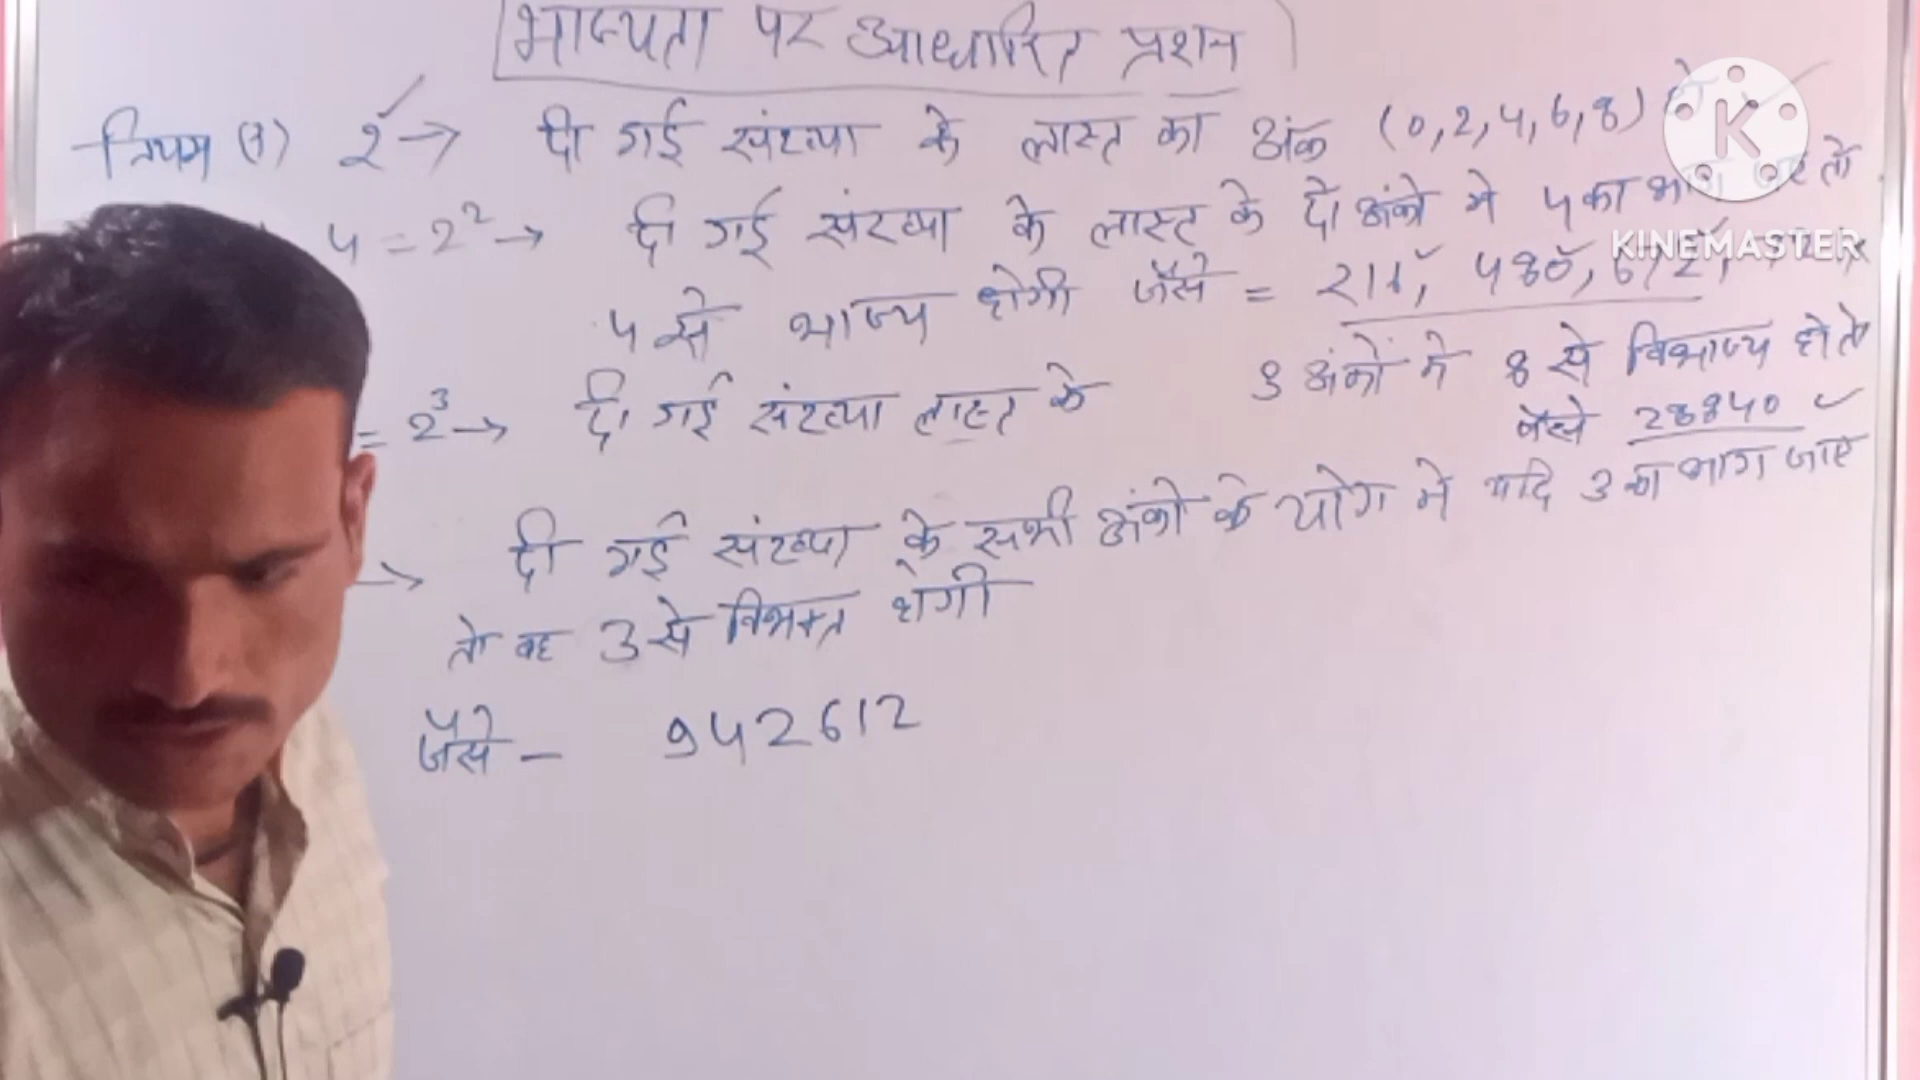 भाज्यता पर आधारित प्रशन
नियम (1) 2 → दी गई संख्या के लास्ट का अंक (0,2,4,6,8) हो
4 = 2² → दी गई संख्या के लास्ट के दो अंको मे 4 का भाग जाए तो
4 से भाज्य होगी जैसे = 216, 480, 672,
= 2³ → दी गई संख्या लास्ट के 3 अंकों मे 8 से विभाज्य हो तो
जैसे 28840
→ दी गई संख्या के सभी अंको के योग मे यदि 3 का भाग जाए
तो वह 3 से विभक्त होगी
जैसे - 942612
K
KINEMASTER